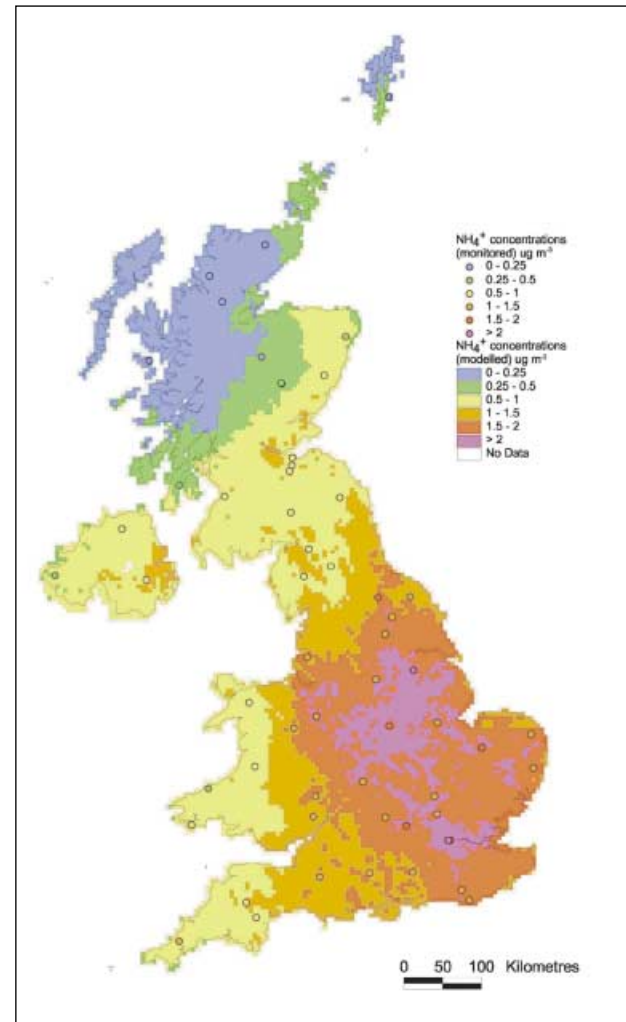 NH₄⁺ concentrations
(monitored) ug m⁻³
0 - 0.25
0.25 - 0.5
0.5 - 1
1 - 1.5
1.5 - 2
> 2
NH₄⁺ concentrations
(modelled) ug m⁻³
0 - 0.25
0.25 - 0.5
0.5 - 1
1 - 1.5
1.5 - 2
> 2
No Data
0 50 100 Kilometres